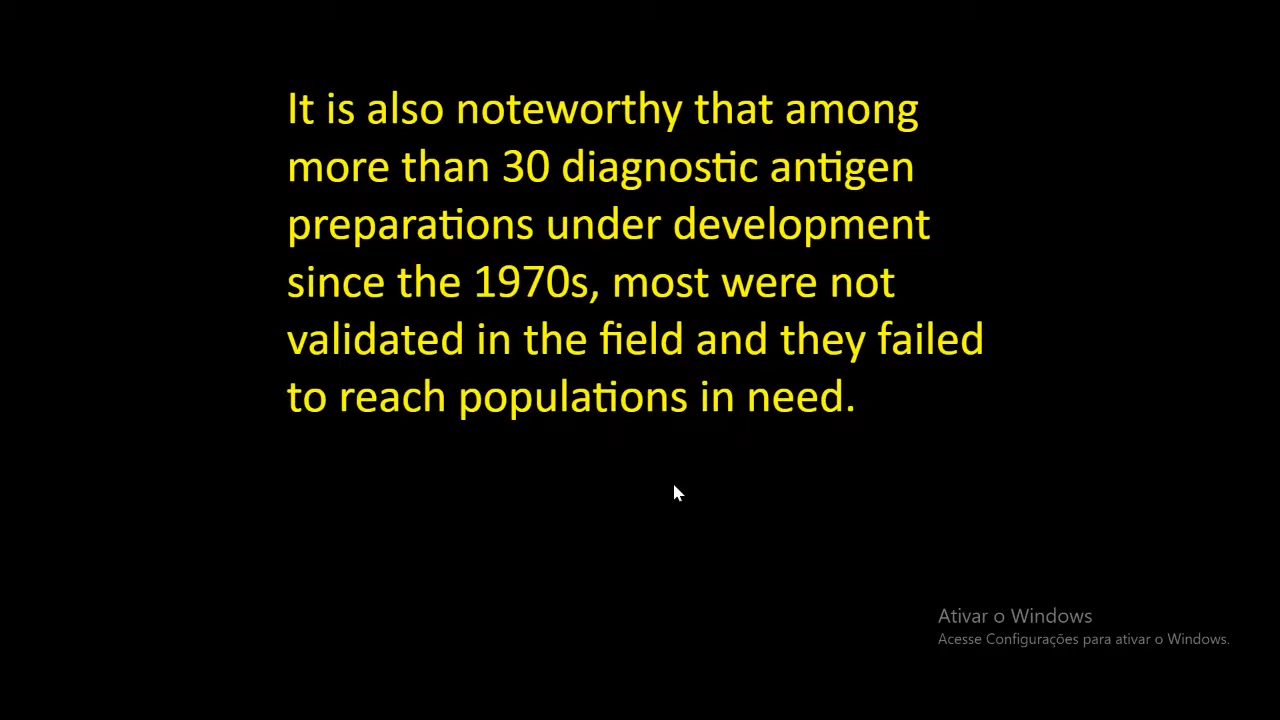 It is also noteworthy that among
more than 30 diagnostic antigen
preparations under development
since the 1970s, most were not
validated in the field and they failed
to reach populations in need.
Ativar o Windows
Acesse Configurações para ativar o Windows.